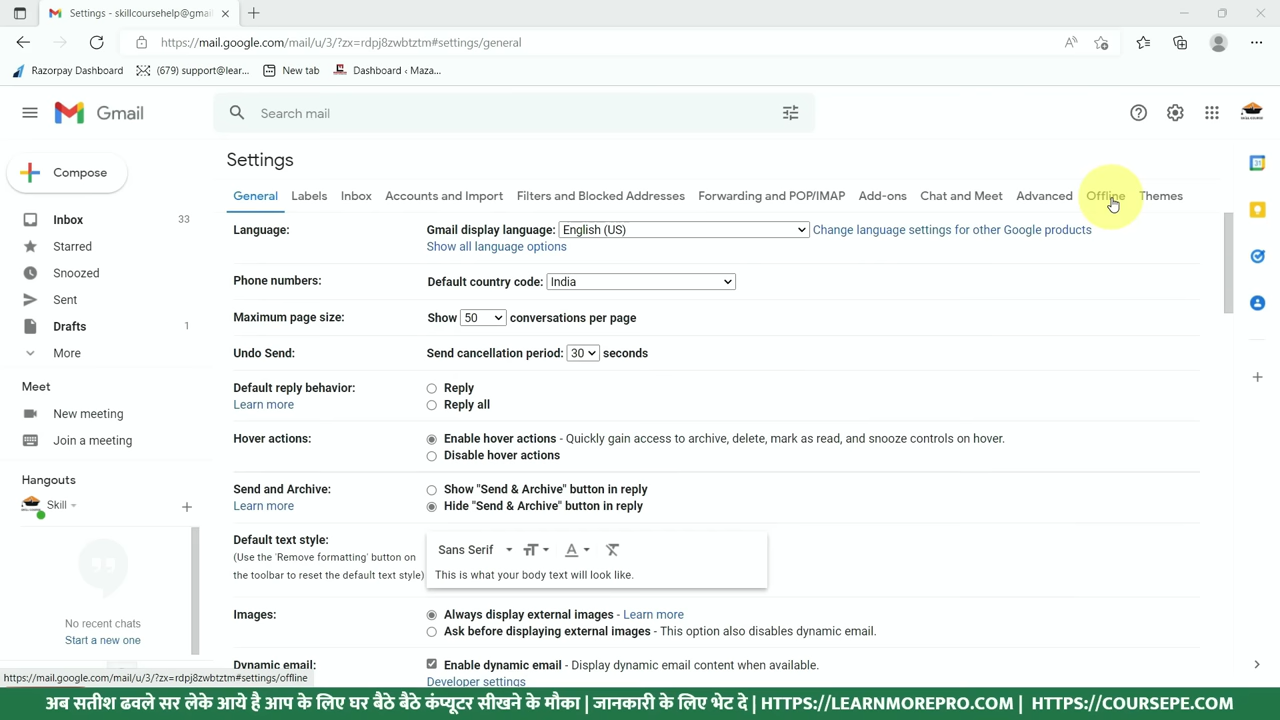 Settings - skillcoursehelp@gmai
https://mail.google.com/mail/u/3/?zx=rdpj8zwbtztm#settings/general
Razorpay Dashboard (679) support@lear... New tab Dashboard ‹ Maza...
Gmail
Search mail
Compose
Inbox 33
Starred
Snoozed
Sent
Drafts 1
More
Meet
New meeting
Join a meeting
Hangouts
Skill
No recent chats
Start a new one
Settings
General Labels Inbox Accounts and Import Filters and Blocked Addresses Forwarding and POP/IMAP Add-ons Chat and Meet Advanced Offline Themes
Language: Gmail display language: English (US) Change language settings for other Google products
Show all language options
Phone numbers: Default country code: India
Maximum page size: Show 50 conversations per page
Undo Send: Send cancellation period: 30 seconds
Default reply behavior: Reply
Learn more Reply all
Hover actions: Enable hover actions - Quickly gain access to archive, delete, mark as read, and snooze controls on hover.
Disable hover actions
Send and Archive: Show "Send & Archive" button in reply
Learn more Hide "Send & Archive" button in reply
Default text style: Sans Serif
(Use the 'Remove formatting' button on
the toolbar to reset the default text style) This is what your body text will look like.
Images: Always display external images - Learn more
Ask before displaying external images - This option also disables dynamic email.
Dynamic email: Enable dynamic email - Display dynamic email content when available.
Developer settings
https://mail.google.com/mail/u/3/?zx=rdpj8zwbtztm#settings/offline
अब सतीश ढवले सर लेके आये है आप के लिए घर बैठे बैठे कंप्यूटर सीखने के मौका | जानकारी के लिए भेट दे | HTTPS://LEARNMOREPRO.COM | HTTPS://COURSEPE.COM